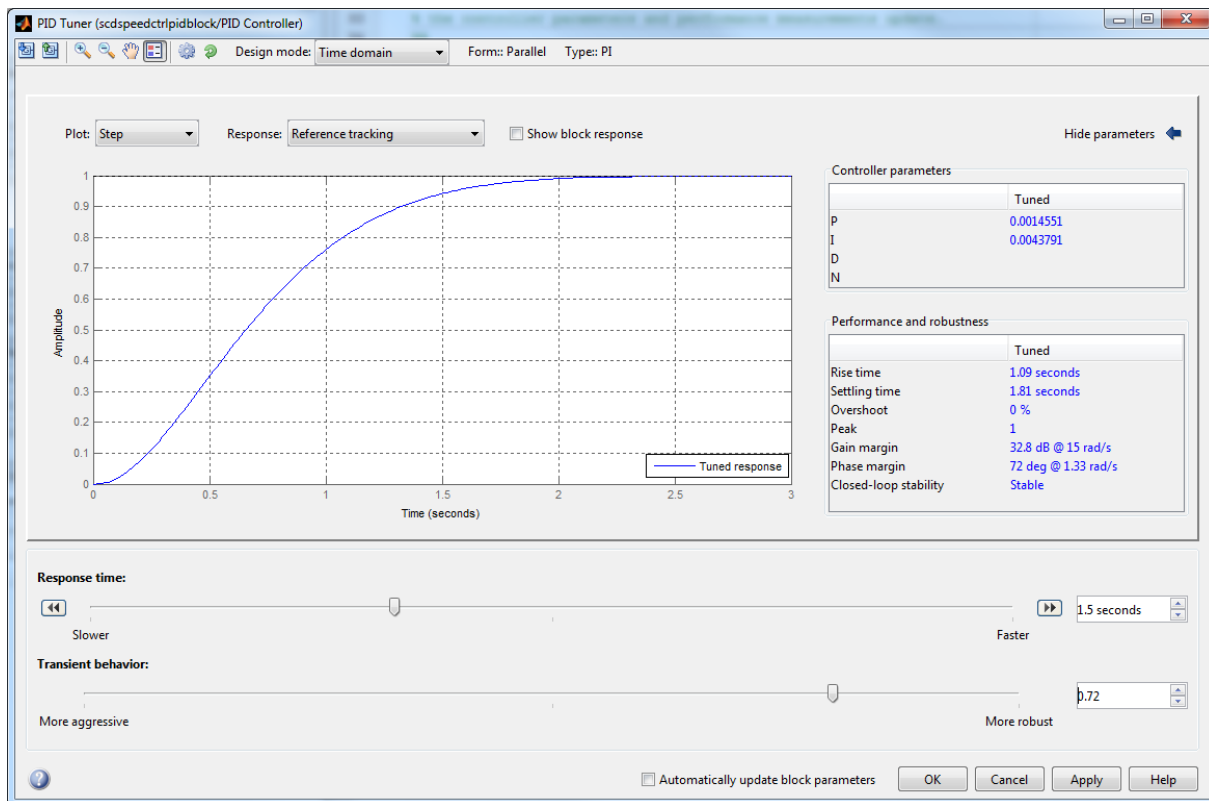 PID Tuner (scdspeedctrlpidblock/PID Controller)
Design mode: Time domain Form:: Parallel Type:: PI
Plot: Step Response: Reference tracking Show block response Hide parameters
1
0.9
0.8
0.7
0.6
0.5
0.4
0.3
0.2
0.1
0
Amplitude
0 0.5 1 1.5 2 2.5 3
Time (seconds)
Tuned response
Controller parameters
Tuned
P 0.0014551
I 0.0043791
D
N
Performance and robustness
Tuned
Rise time 1.09 seconds
Settling time 1.81 seconds
Overshoot 0 %
Peak 1
Gain margin 32.8 dB @ 15 rad/s
Phase margin 72 deg @ 1.33 rad/s
Closed-loop stability Stable
Response time:
1.5 seconds
Slower Faster
Transient behavior:
0.72
More aggressive More robust
Automatically update block parameters OK Cancel Apply Help